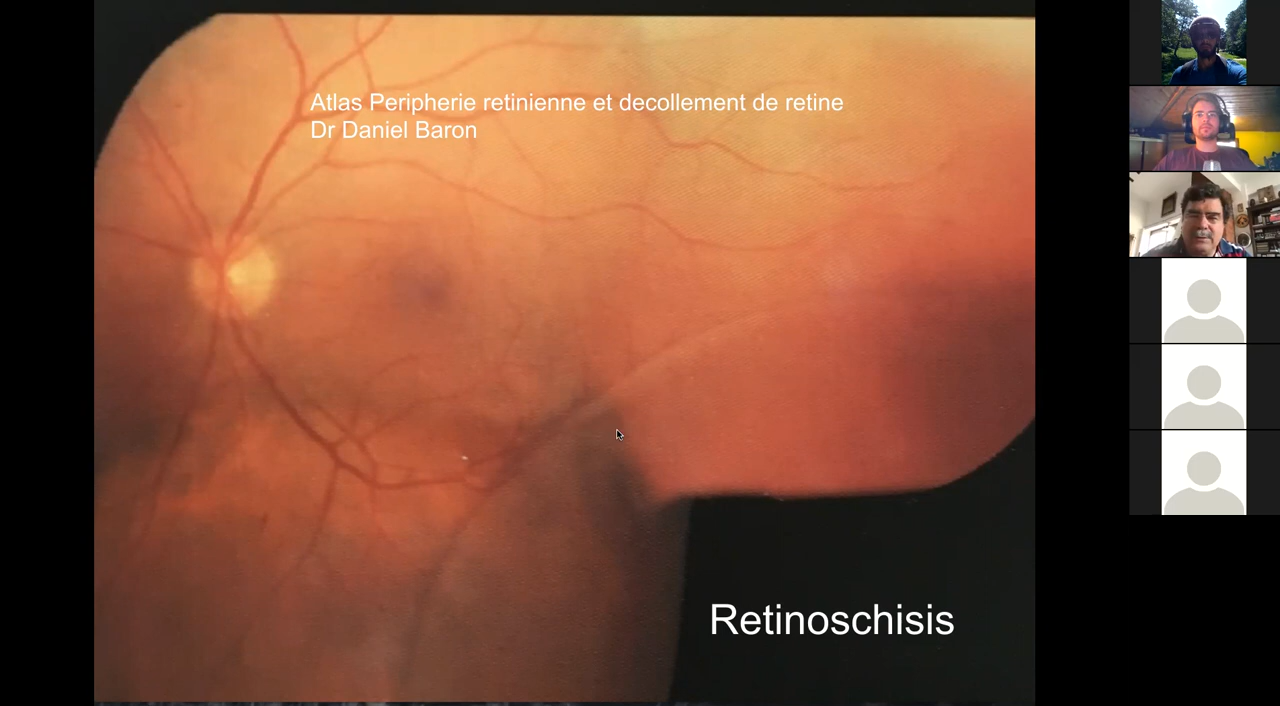 Atlas Peripherie retinienne et decollement de retine
Dr Daniel Baron
Retinoschisis